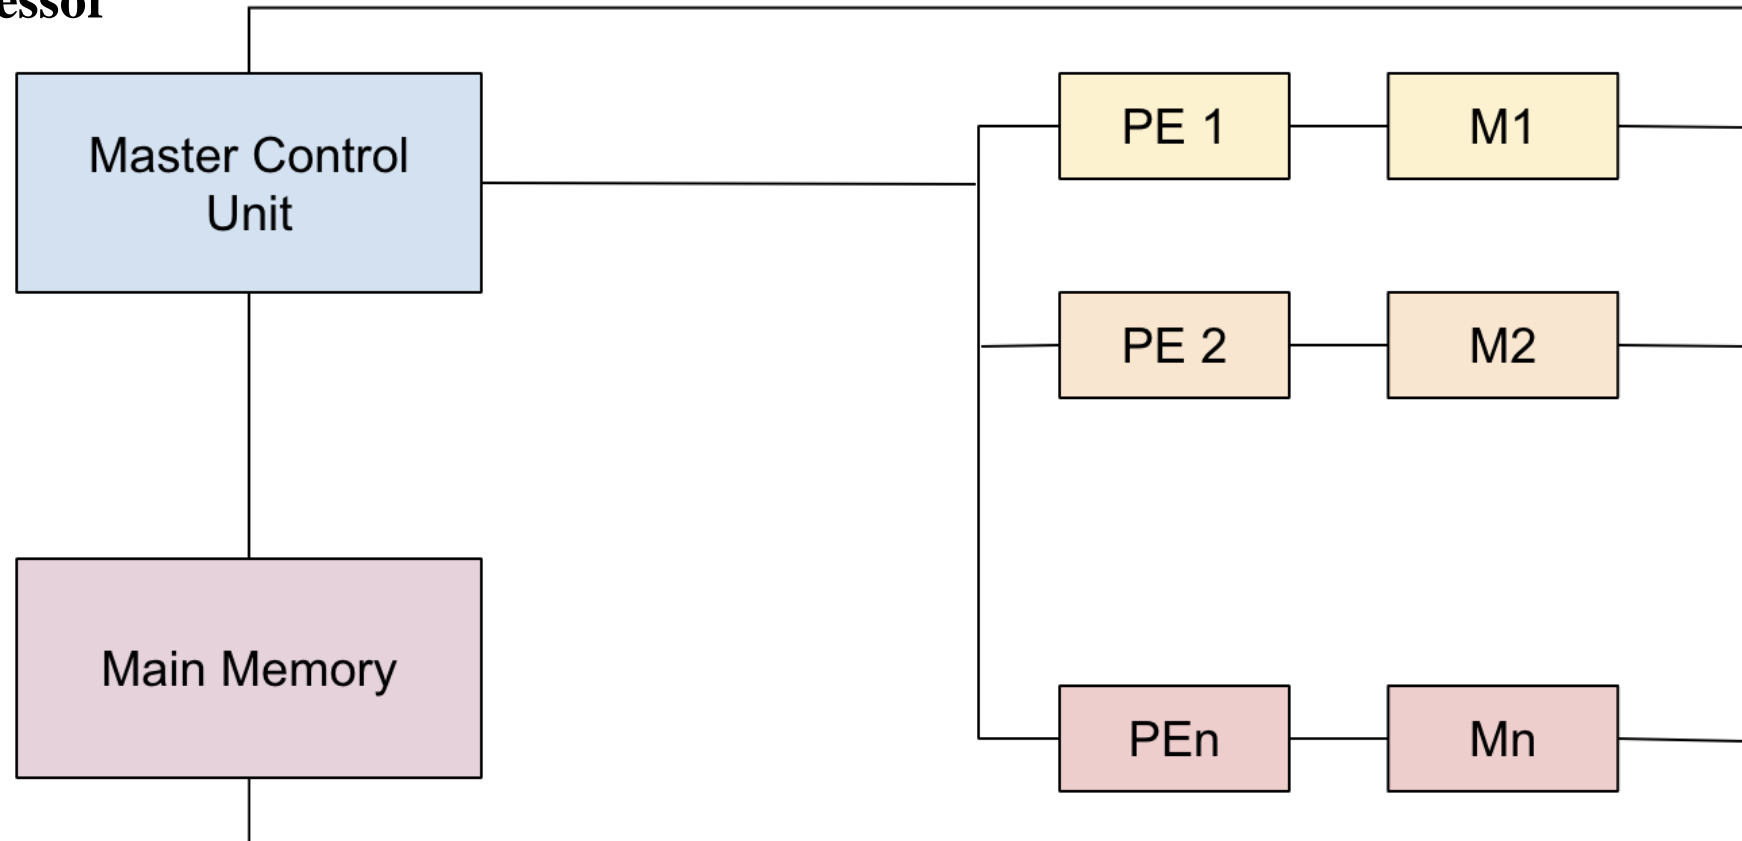 Master Control
Unit
PE 1
M1
PE 2
M2
Main Memory
PEn
Mn